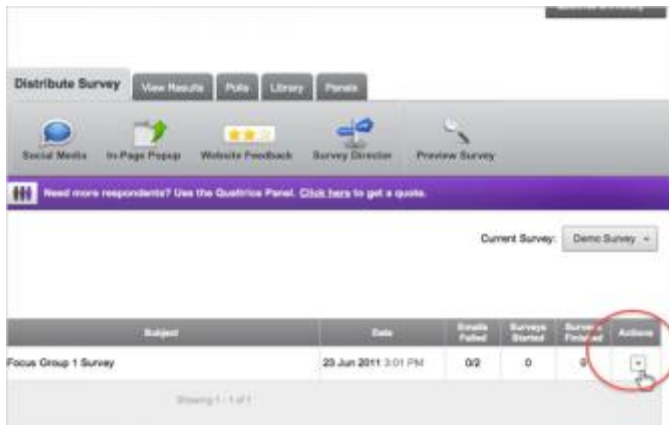 Distribute Survey View Results Polls Library Panels
Social Media In-Page Popup Website Feedback Survey Director Preview Survey
Need more respondents? Use the Qualtrics Panel. Click here to get a quote.
Current Survey: Demo Survey
Subject Date Emails Failed Surveys Started Surveys Finished Actions
Focus Group 1 Survey 23 Jun 2011 3:01 PM 0/2 0 0
Showing 1 - 1 of 1